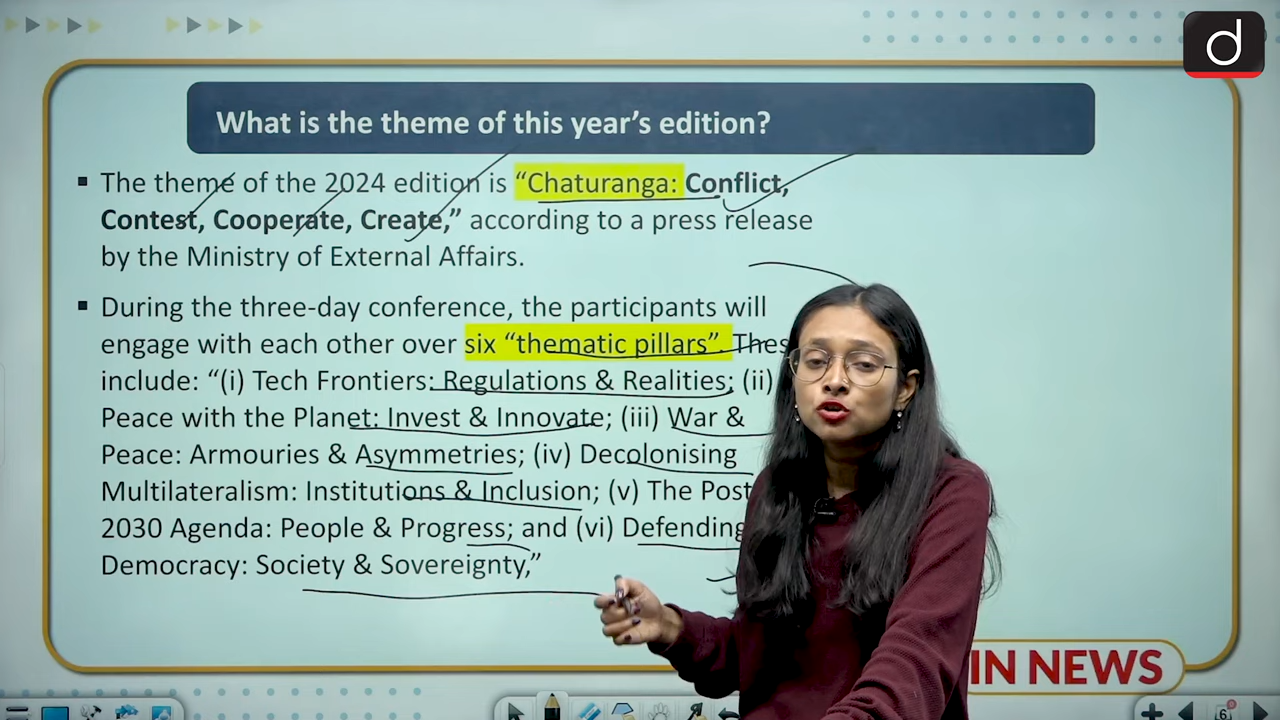 d
What is the theme of this year's edition?
▪ The theme of the 2024 edition is “Chaturanga: Conflict,
Contest, Cooperate, Create,” according to a press release
by the Ministry of External Affairs.
▪ During the three-day conference, the participants will
engage with each other over six “thematic pillars”. Thes
include: “(i) Tech Frontiers: Regulations & Realities; (ii)
Peace with the Planet: Invest & Innovate; (iii) War &
Peace: Armouries & Asymmetries; (iv) Decolonising
Multilateralism: Institutions & Inclusion; (v) The Post
2030 Agenda: People & Progress; and (vi) Defending
Democracy: Society & Sovereignty,”
IN NEWS
6